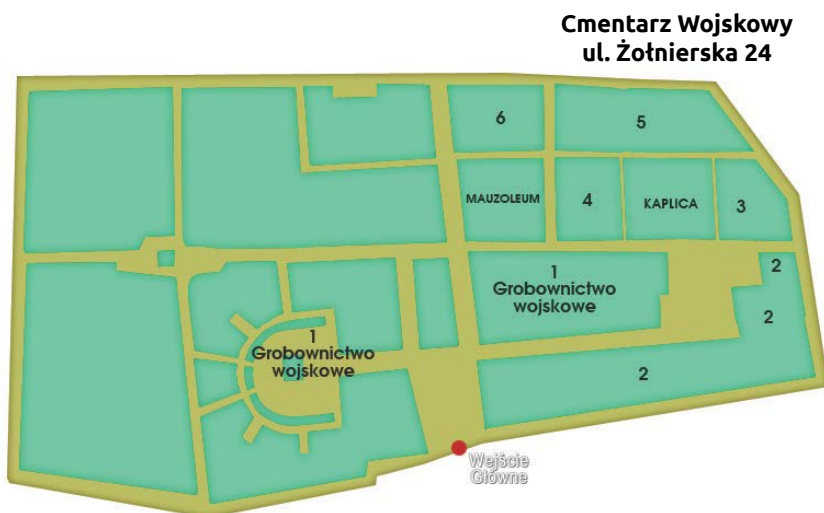 Cmentarz Wojskowy
ul. Żołnierska 24
6
5
MAUZOLEUM
4
KAPLICA
3
1
Grobownictwo
wojskowe
2
2
1
Grobownictwo
wojskowe
2
Wejście
Główne